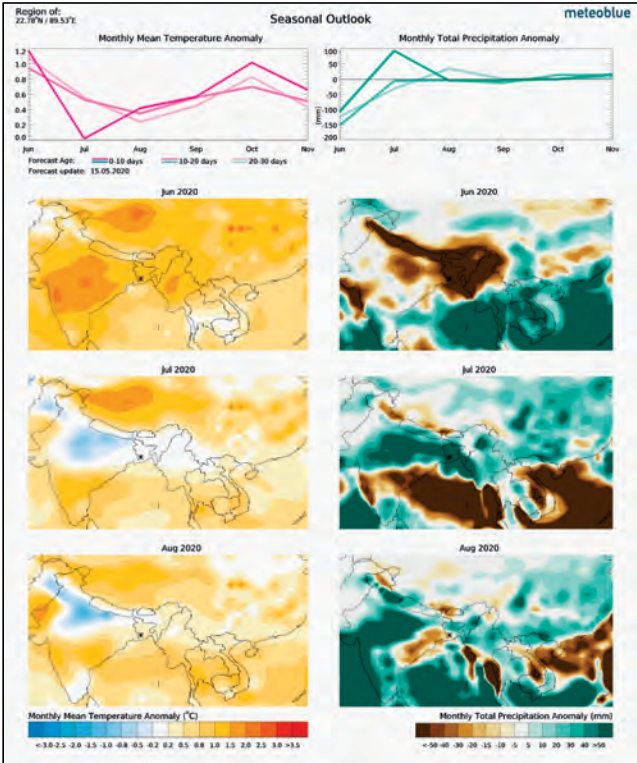 Region of:
22.78°N / 89.53°E
Seasonal Outlook
meteoblue
Monthly Mean Temperature Anomaly
Monthly Total Precipitation Anomaly
1.2
1.0
0.8
0.6
0.4
0.2
0.0
Jun Jul Aug Sep Oct Nov
100
50
0
-50
-100
-150
-200
(mm)
Jun Jul Aug Sep Oct Nov
Forecast Age: 0-10 days 10-20 days 20-30 days
Forecast update: 15.05.2020
Jun 2020
Jun 2020
Jul 2020
Jul 2020
Aug 2020
Aug 2020
Monthly Mean Temperature Anomaly (°C)
<-3.0 -2.5 -2.0 -1.5 -1.0 -0.8 -0.5 -0.2 0.2 0.5 0.8 1.0 1.5 2.0 2.5 3.0 >3.5
Monthly Total Precipitation Anomaly (mm)
<-50 -40 -30 -20 -15 -10 -5 5 10 15 20 30 40 >50